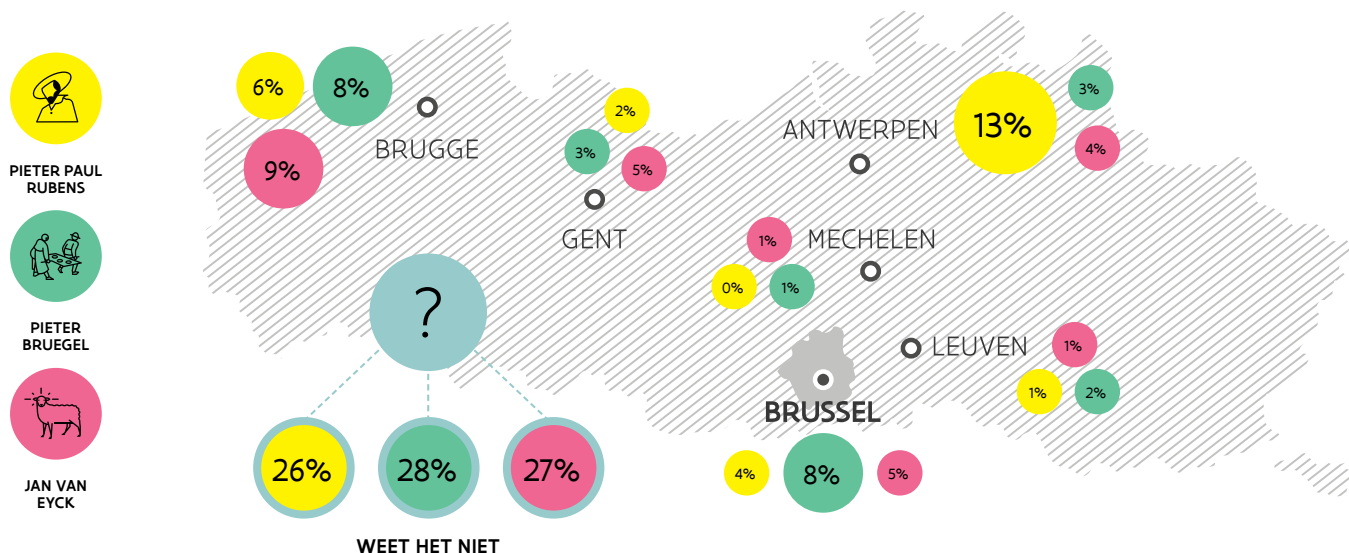 PIETER PAUL
RUBENS
PIETER
BRUEGEL
JAN VAN
EYCK
6%
8%
9%
BRUGGE
2%
3%
5%
GENT
ANTWERPEN
13%
3%
4%
1%
MECHELEN
0%
1%
LEUVEN
1%
1%
2%
BRUSSEL
4%
8%
5%
?
26%
28%
27%
WEET HET NIET